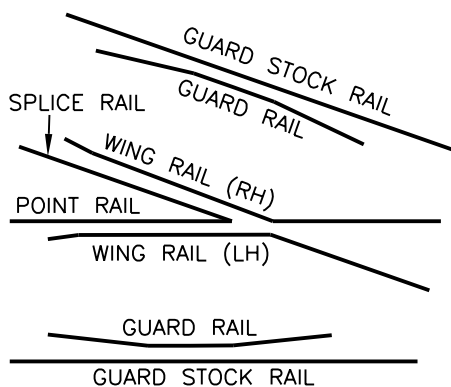 GUARD STOCK RAIL
GUARD RAIL
SPLICE RAIL
WING RAIL (RH)
POINT RAIL
WING RAIL (LH)
GUARD RAIL
GUARD STOCK RAIL